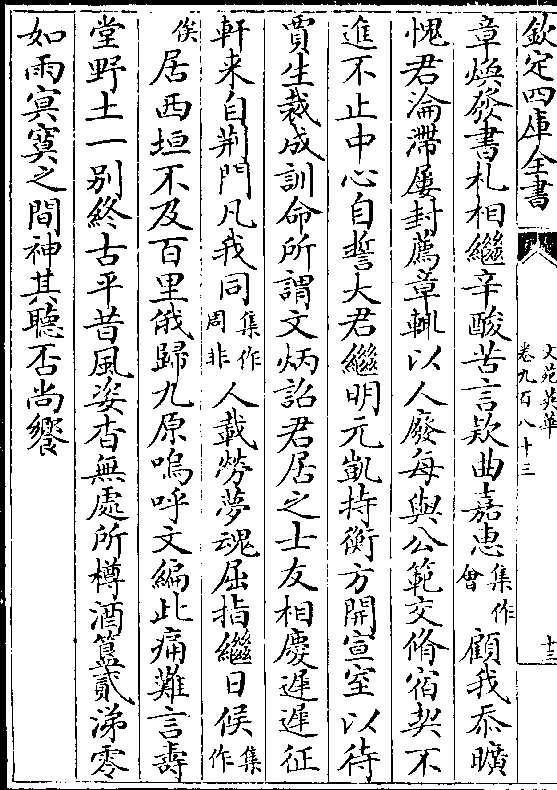 欽定四庫全書
文苑英華
卷九百八十三
十三
章煥發書札相繼辛酸苦言欵曲嘉惠集作會顧我忝曠
愧君淪滯屢封薦章輒以人廢每與公範交脩宿契不
進不止中心自誓大君繼明元凱持衡方開宣室以待
賈生裁成訓命所謂文炳詔君居之士友相慶遲遲征
軒来自荆門凡我同集作周非人載勞夢魂屈指繼日候集作
俟居西垣不及百里俄歸九原嗚呼文編此痛難言壽
堂野土一别終古平昔風姿杳無處所樽酒簋貳涕零
如雨冥寞之間神其聽否尚饗